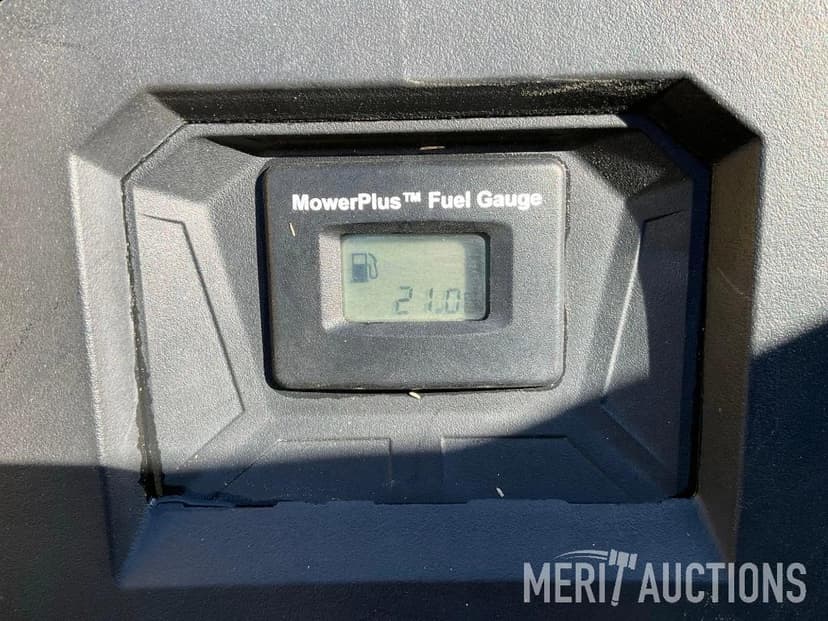 MowerPlus™ Fuel Gauge
21.0
MERIT AUCTIONS